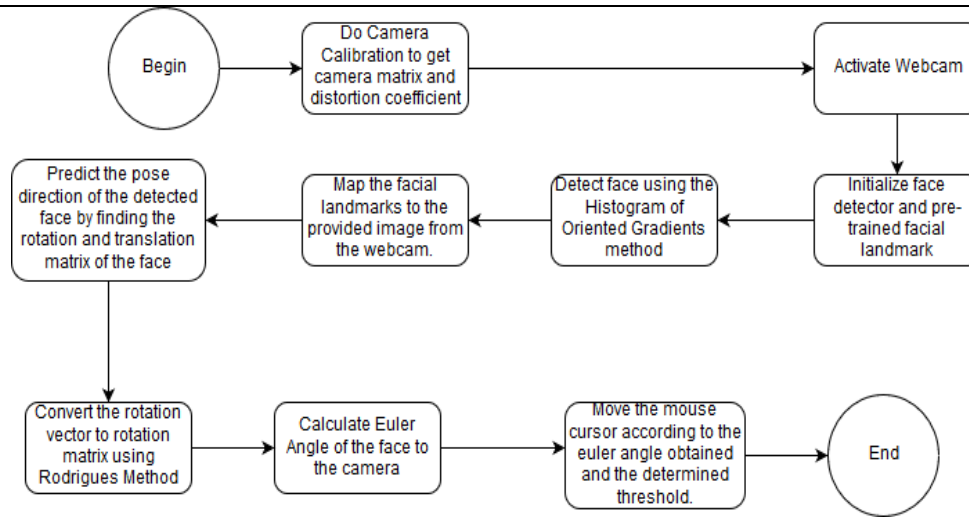 Begin
Do Camera
Calibration to get
camera matrix and
distortion coefficient
Activate Webcam
Initialize face
detector and pre-
trained facial
landmark
Detect face using the
Histogram of
Oriented Gradients
method
Map the facial
landmarks to the
provided image from
the webcam.
Predict the pose
direction of the detected
face by finding the
rotation and translation
matrix of the face
Convert the rotation
vector to rotation
matrix using
Rodrigues Method
Calculate Euler
Angle of the face to
the camera
Move the mouse
cursor according to the
euler angle obtained
and the determined
threshold.
End